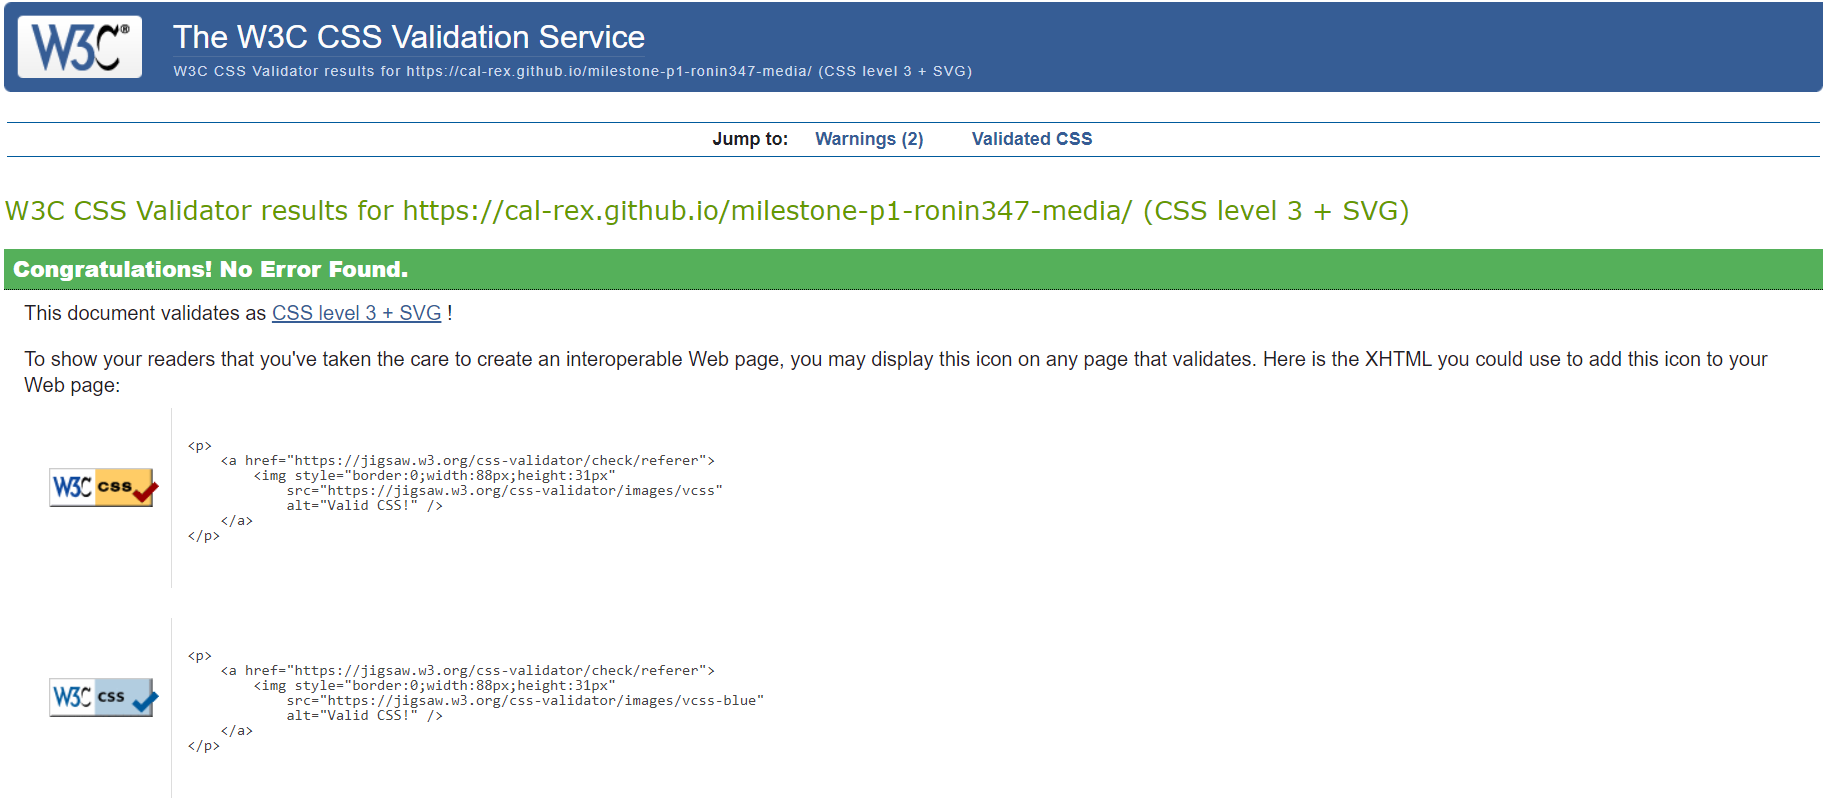 W3C®
The W3C CSS Validation Service
W3C CSS Validator results for https://cal-rex.github.io/milestone-p1-ronin347-media/ (CSS level 3 + SVG)
Jump to: Warnings (2) Validated CSS
W3C CSS Validator results for https://cal-rex.github.io/milestone-p1-ronin347-media/ (CSS level 3 + SVG)
Congratulations! No Error Found.
This document validates as CSS level 3 + SVG !
To show your readers that you've taken the care to create an interoperable Web page, you may display this icon on any page that validates. Here is the XHTML you could use to add this icon to your
Web page:
W3C css
<p>
<a href="https://jigsaw.w3.org/css-validator/check/referer">
<img style="border:0;width:88px;height:31px"
src="https://jigsaw.w3.org/css-validator/images/vcss"
alt="Valid CSS!" />
</a>
</p>
W3C css
<p>
<a href="https://jigsaw.w3.org/css-validator/check/referer">
<img style="border:0;width:88px;height:31px"
src="https://jigsaw.w3.org/css-validator/images/vcss-blue"
alt="Valid CSS!" />
</a>
</p>